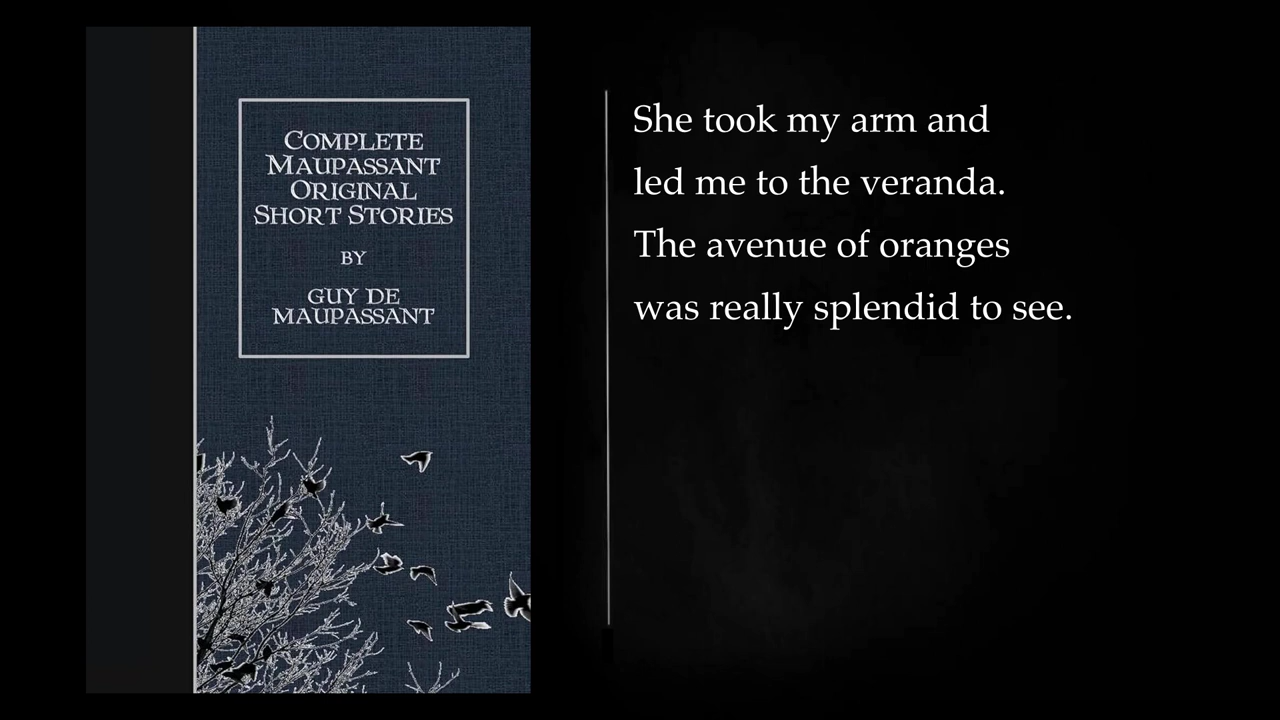 COMPLETE
MAUPASSANT
ORIGINAL
SHORT STORIES
BY
GUY DE
MAUPASSANT
She took my arm and
led me to the veranda.
The avenue of oranges
was really splendid to see.